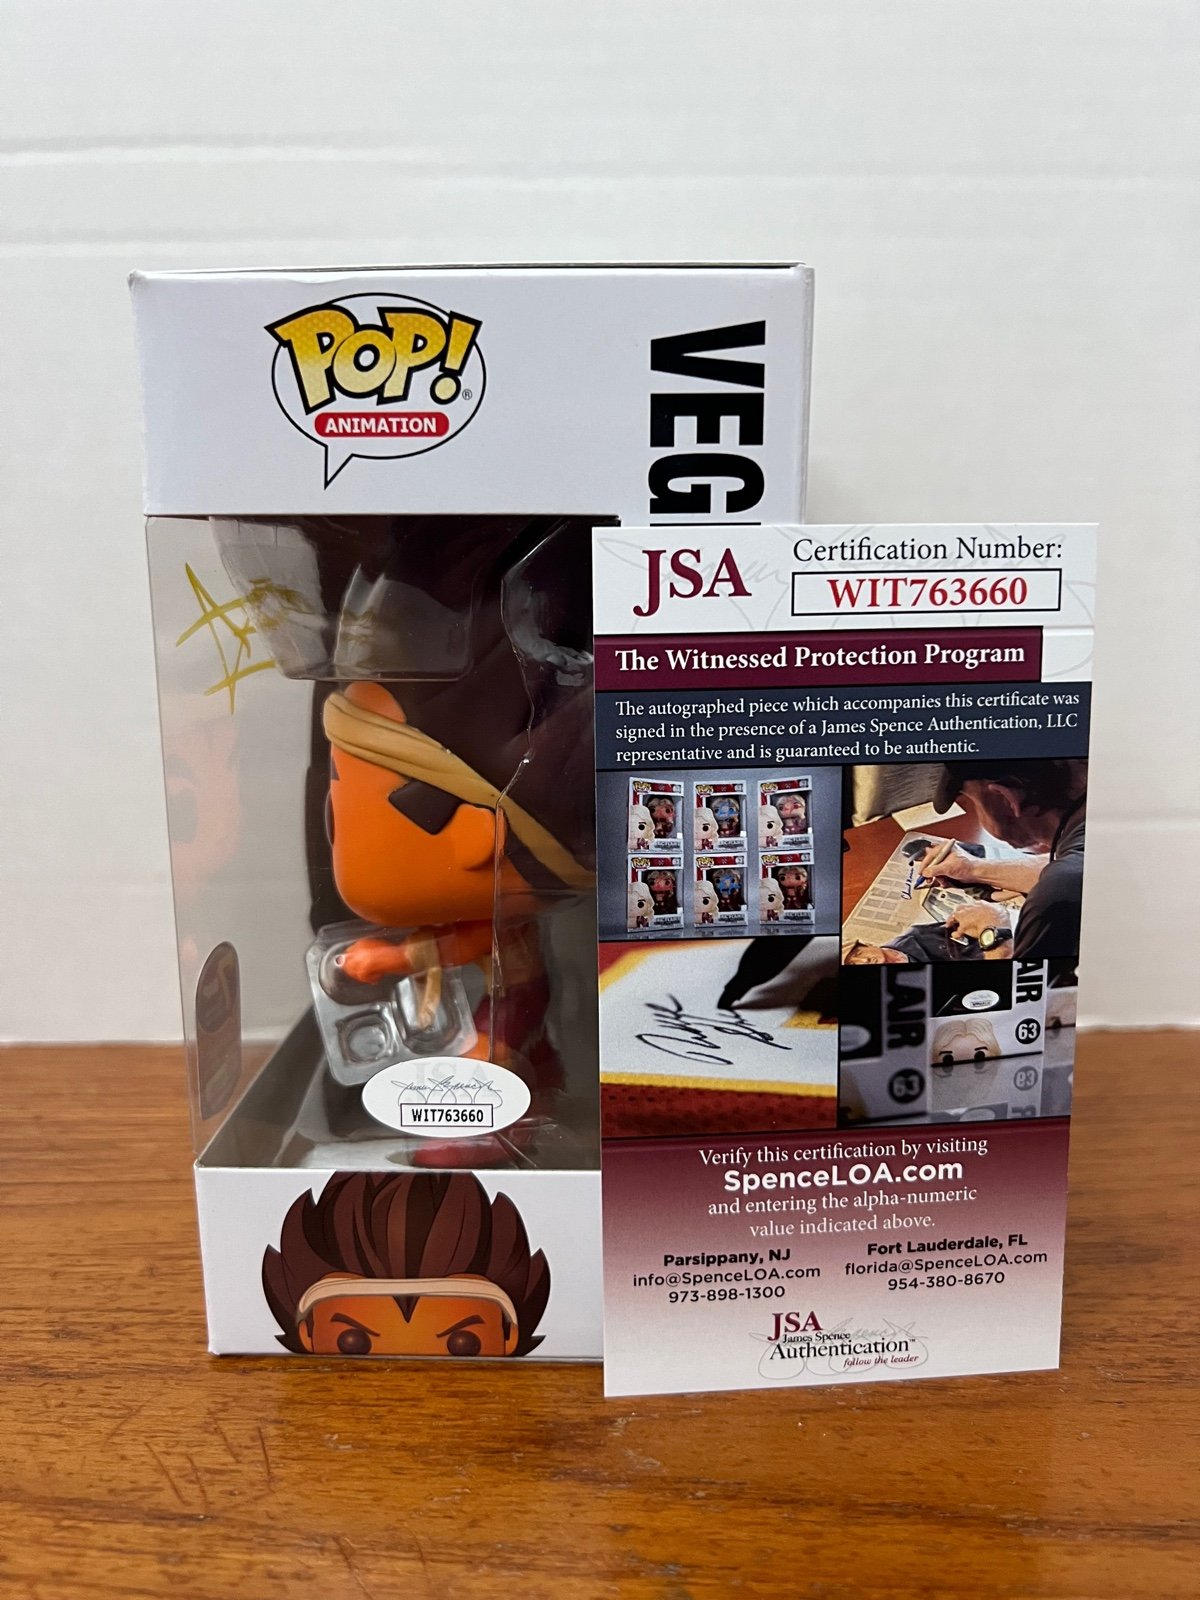 POP!
®
ANIMATION
VEG
WIT763660
JSA
Certification Number:
WIT763660
The Witnessed Protection Program
The autographed piece which accompanies this certificate was
signed in the presence of a James Spence Authentication, LLC
representative and is guaranteed to be authentic.
63
AIR
63
Verify this certification by visiting
SpenceLOA.com
and entering the alpha-numeric
value indicated above.
Parsippany, NJ
info@SpenceLOA.com
973-898-1300
Fort Lauderdale, FL
florida@SpenceLOA.com
954-380-8670
JSA
James Spence
Authentication™
follow the leader